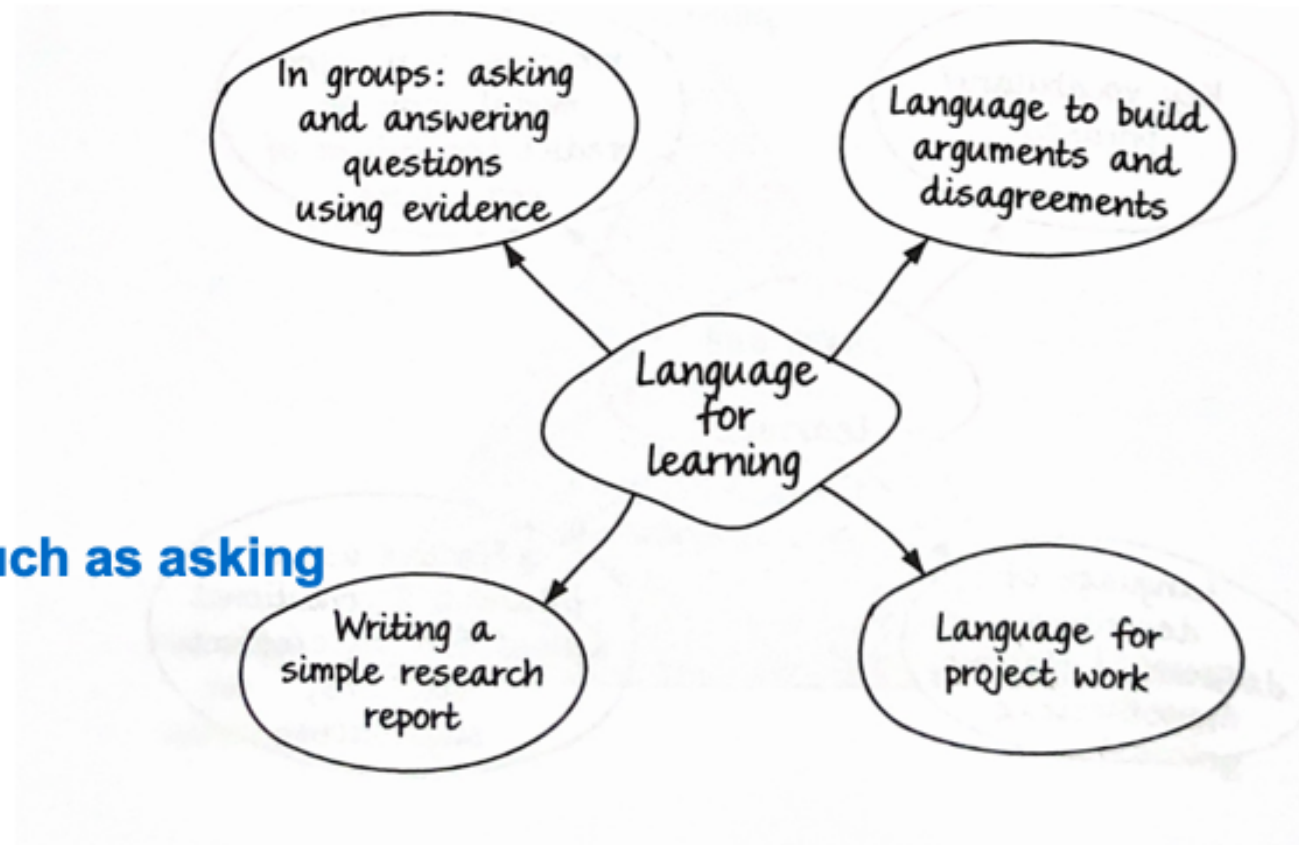 In groups: asking
and answering
questions
using evidence
Language to build
arguments and
disagreements
Language
for
learning
such as asking
Writing a
simple research
report
Language for
project work